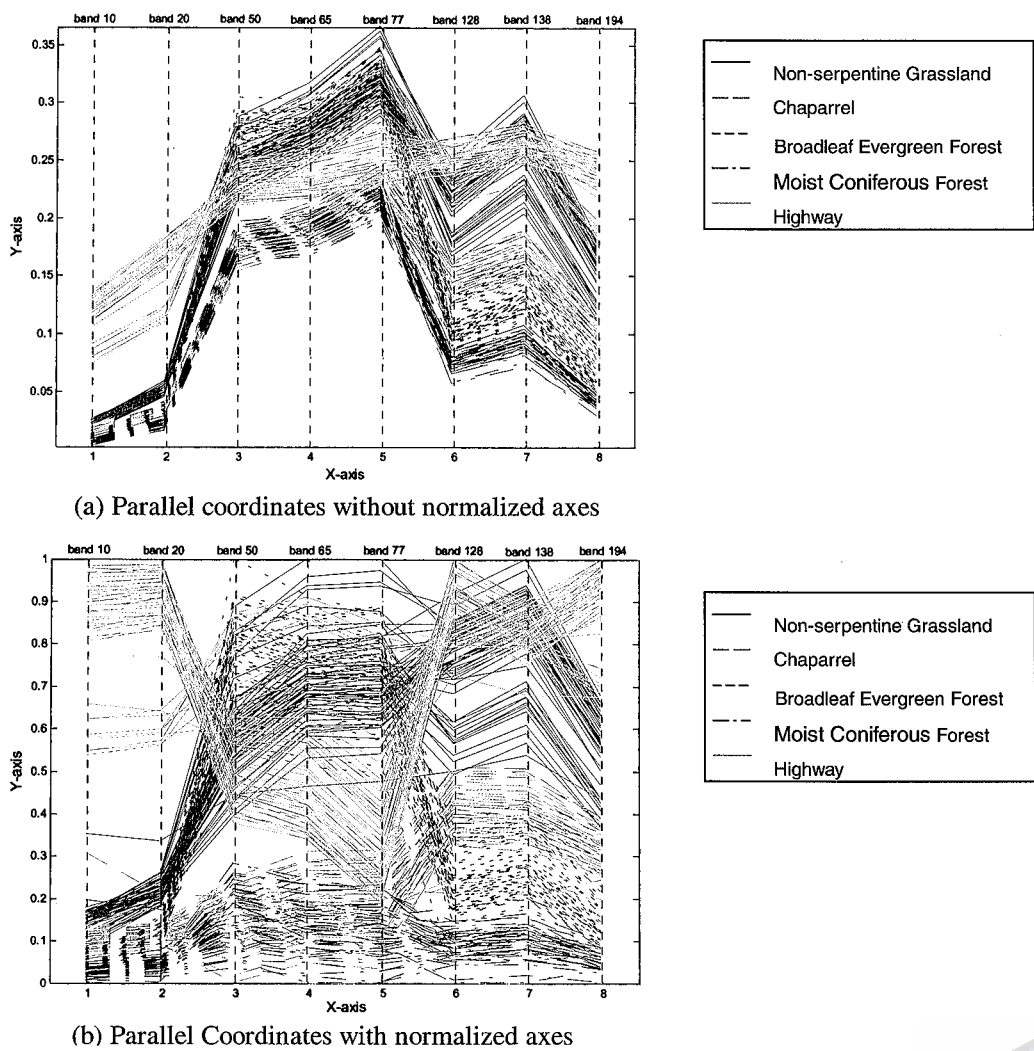 band 10 band 20 band 50 band 65 band 77 band 128 band 138 band 194
0.35
0.3
0.25
0.2
0.15
0.1
0.05
Y-axis
1 2 3 4 5 6 7 8
X-axis
Non-serpentine Grassland
Chaparrel
Broadleaf Evergreen Forest
Moist Coniferous Forest
Highway
(a) Parallel coordinates without normalized axes
band 10 band 20 band 50 band 65 band 77 band 128 band 138 band 194
1
0.9
0.8
0.7
0.6
0.5
0.4
0.3
0.2
0.1
0
Y-axis
1 2 3 4 5 6 7 8
X-axis
Non-serpentine Grassland
Chaparrel
Broadleaf Evergreen Forest
Moist Coniferous Forest
Highway
(b) Parallel Coordinates with normalized axes